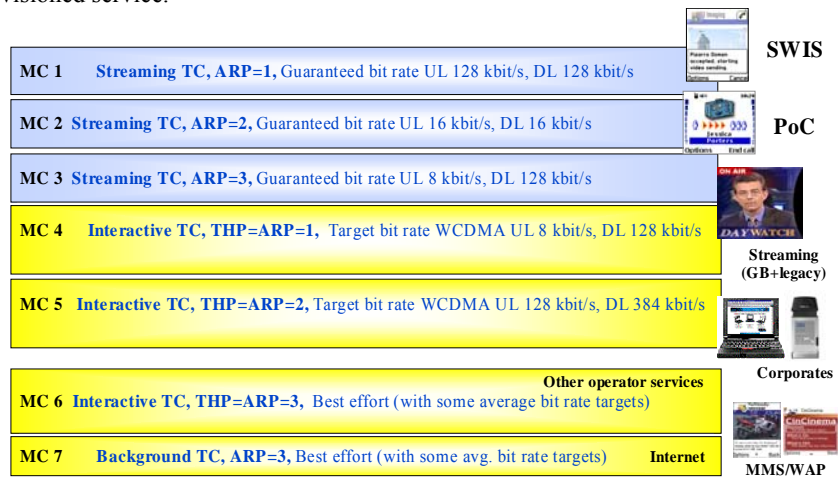 visioned service.
SWIS
MC 1 Streaming TC, ARP=1, Guaranteed bit rate UL 128 kbit/s, DL 128 kbit/s
Options
MC 2 Streaming TC, ARP=2, Guaranteed bit rate UL 16 kbit/s, DL 16 kbit/s
PoC
Jessica
Porters
Options End call
MC 3 Streaming TC, ARP=3, Guaranteed bit rate UL 8 kbit/s, DL 128 kbit/s
ON AIR
DAYWATCH
MC 4 Interactive TC, THP=ARP=1, Target bit rate WCDMA UL 8 kbit/s, DL 128 kbit/s
Streaming
(GB+legacy)
MC 5 Interactive TC, THP=ARP=2, Target bit rate WCDMA UL 128 kbit/s, DL 384 kbit/s
Corporates
Other operator services
MC 6 Interactive TC, THP=ARP=3, Best effort (with some average bit rate targets)
CinCinema
MC 7 Background TC, ARP=3, Best effort (with some avg. bit rate targets) Internet
MMS/WAP